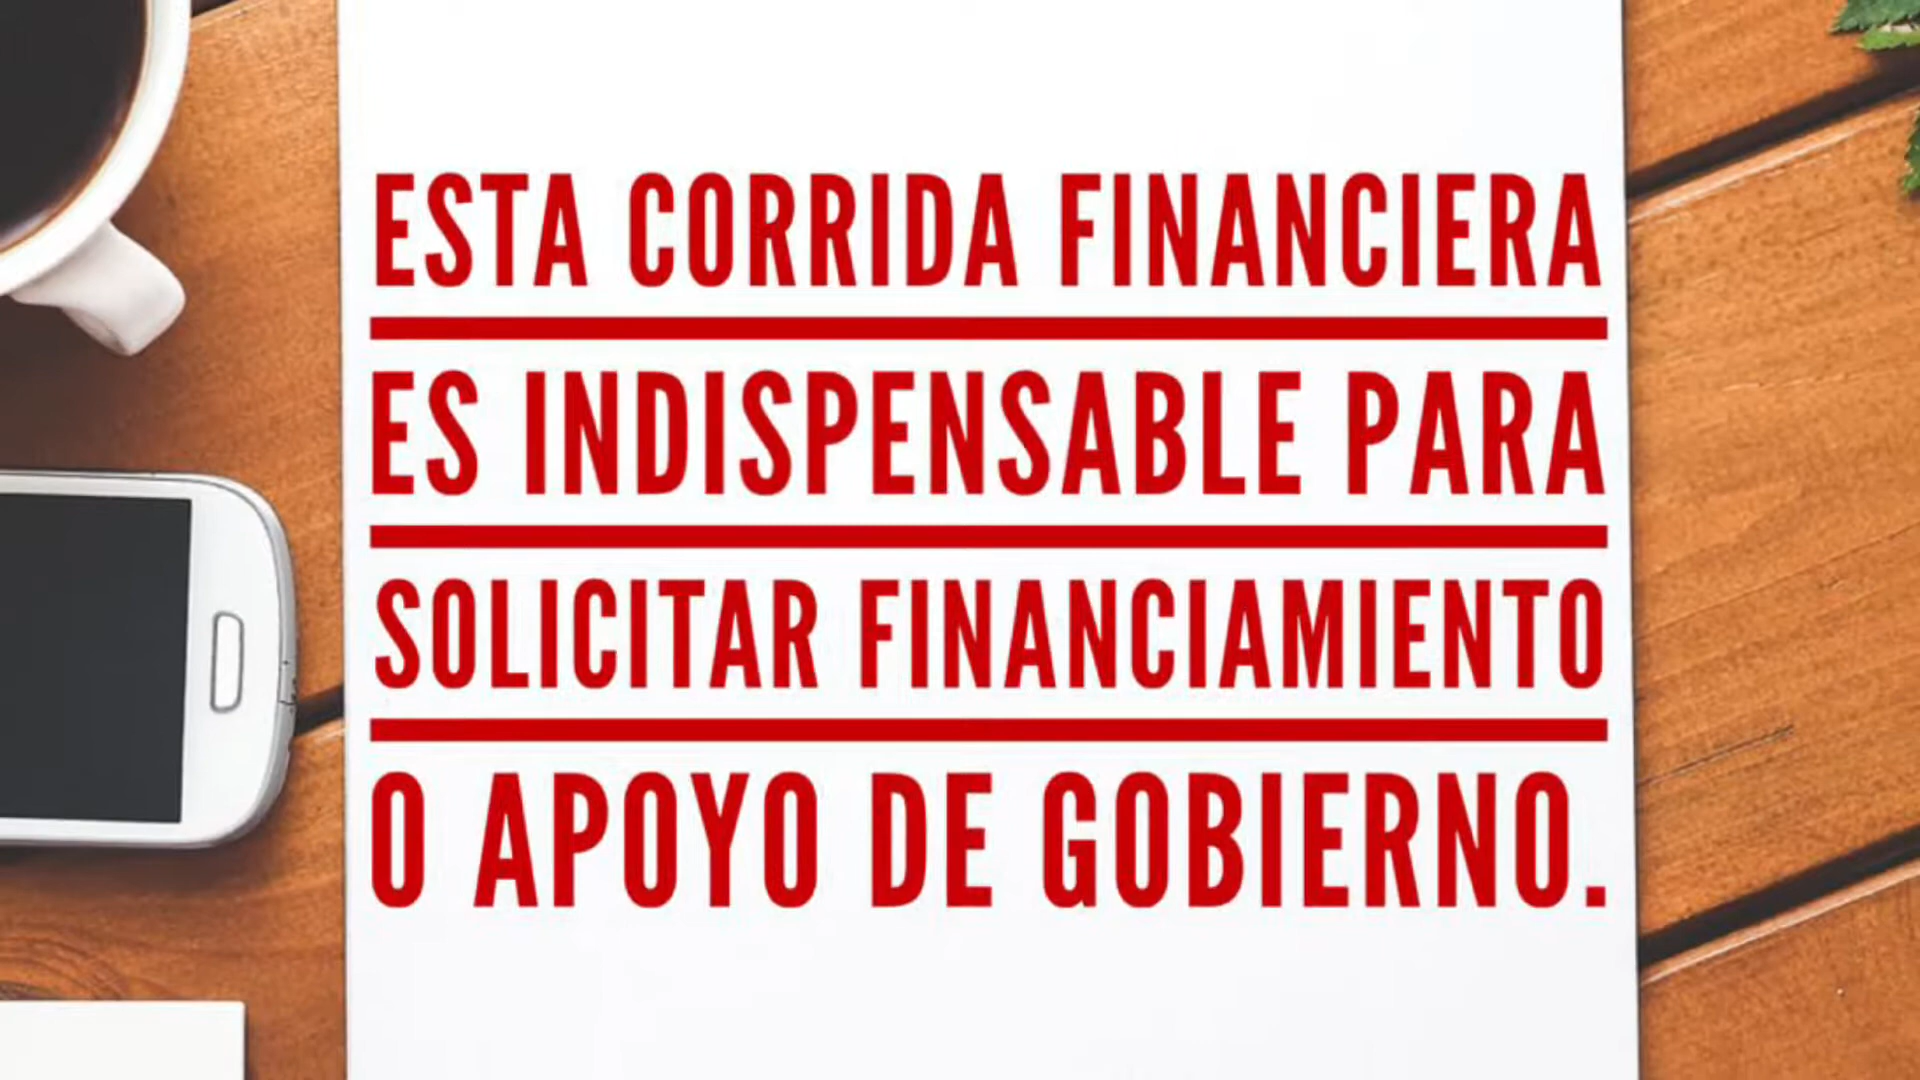 ESTA CORRIDA FINANCIERA
ES INDISPENSABLE PARA
SOLICITAR FINANCIAMIENTO
O APOYO DE GOBIERNO.